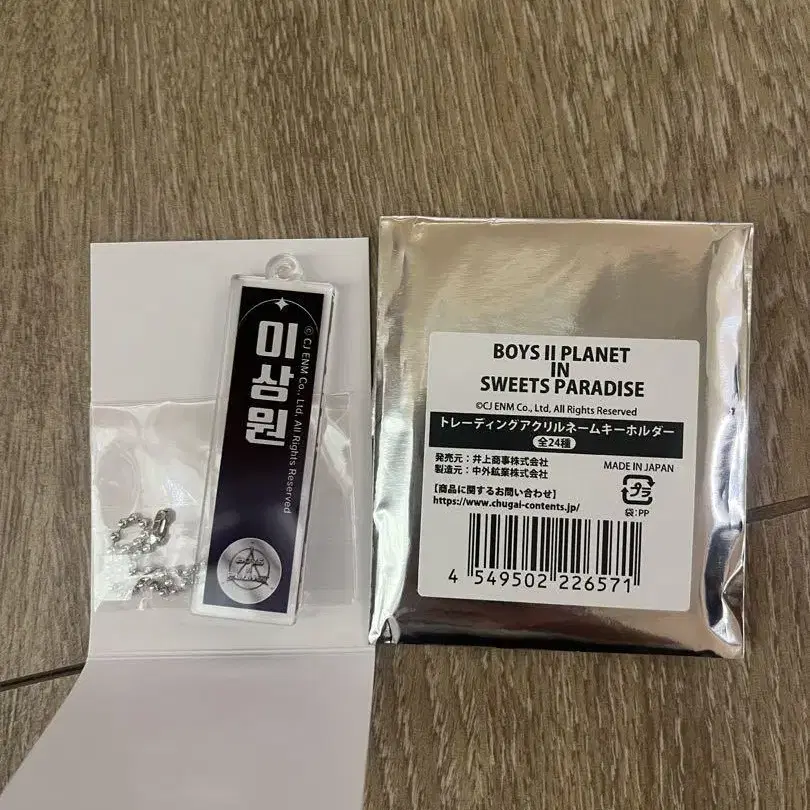 이상원
© CJ ENM Co., Ltd. All Rights Reserved
BOYS II PLANET
IN
SWEETS PARADISE
©CJ ENM Co., Ltd, All Rights Reserved
トレーディングアクリルネームキーホルダー
全24種
発売元：井上商事株式会社
製造元：中外鉱業株式会社
MADE IN JAPAN
【商品に関するお問い合わせ】
https://www.chugai-contents.jp/
プラ
袋:PP
4 549502 226571